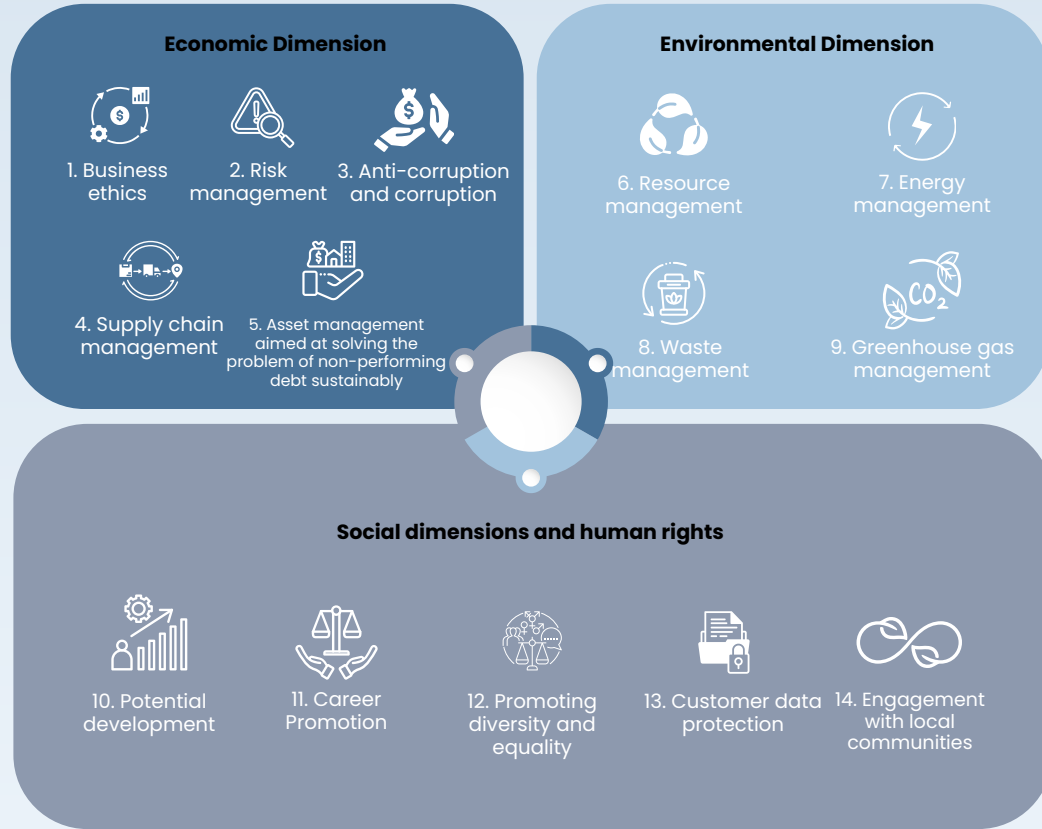 Economic Dimension
1. Business
ethics
2. Risk
management
3. Anti-corruption
and corruption
4. Supply chain
management
5. Asset management
aimed at solving the
problem of non-performing
debt sustainably
Environmental Dimension
6. Resource
management
7. Energy
management
8. Waste
management
CO2
9. Greenhouse gas
management
Social dimensions and human rights
10. Potential
development
11. Career
Promotion
12. Promoting
diversity and
equality
13. Customer data
protection
14. Engagement
with local
communities